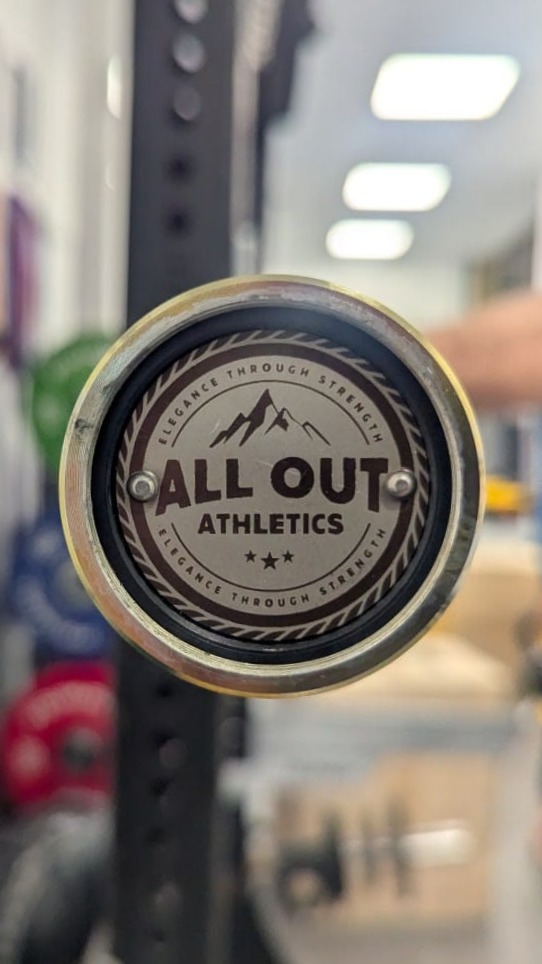 ELEGANCE THROUGH STRENGTH
ALL OUT
ATHLETICS
ELEGANCE THROUGH STRENGTH